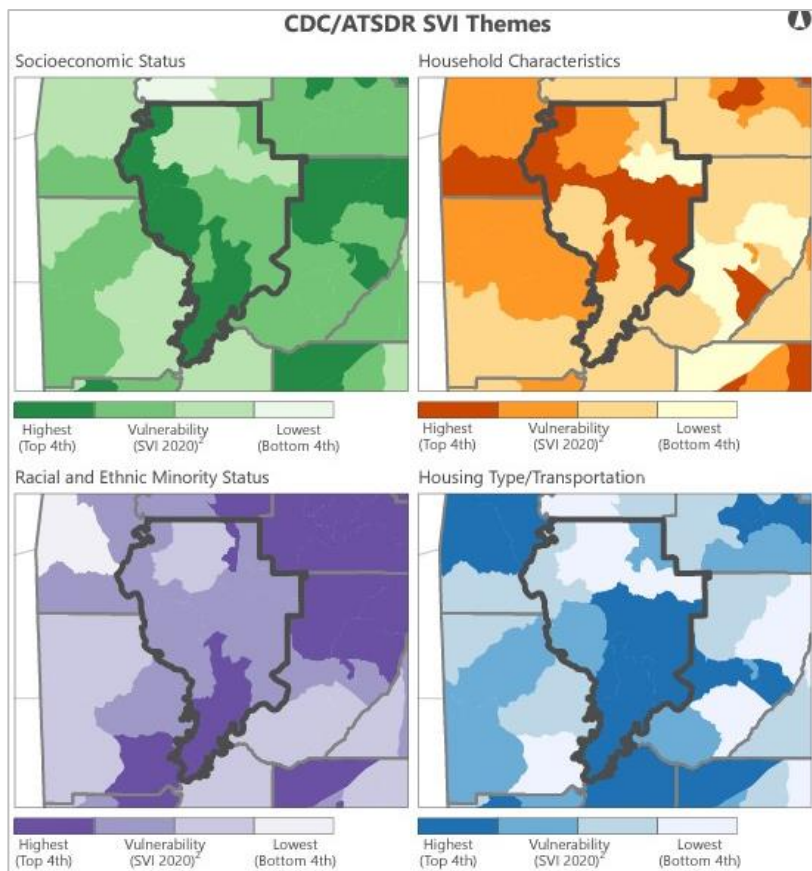 CDC/ATSDR SVI Themes
Socioeconomic Status
Highest
(Top 4th)
Vulnerability
(SVI 2020)²
Lowest
(Bottom 4th)
Household Characteristics
Highest
(Top 4th)
Vulnerability
(SVI 2020)²
Lowest
(Bottom 4th)
Racial and Ethnic Minority Status
Highest
(Top 4th)
Vulnerability
(SVI 2020)²
Lowest
(Bottom 4th)
Housing Type/Transportation
Highest
(Top 4th)
Vulnerability
(SVI 2020)²
Lowest
(Bottom 4th)